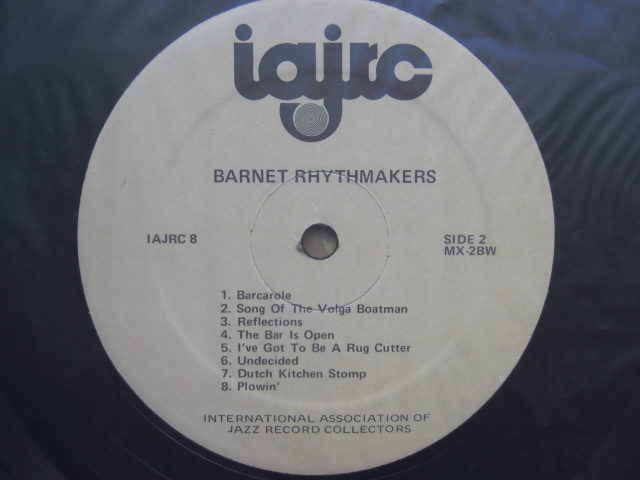 iajrc
BARNET RHYTHMAKERS
IAJRC 8
SIDE 2
MX-2BW
1. Barcarole
2. Song Of The Volga Boatman
3. Reflections
4. The Bar Is Open
5. I've Got To Be A Rug Cutter
6. Undecided
7. Dutch Kitchen Stomp
8. Plowin'
INTERNATIONAL ASSOCIATION OF
JAZZ RECORD COLLECTORS